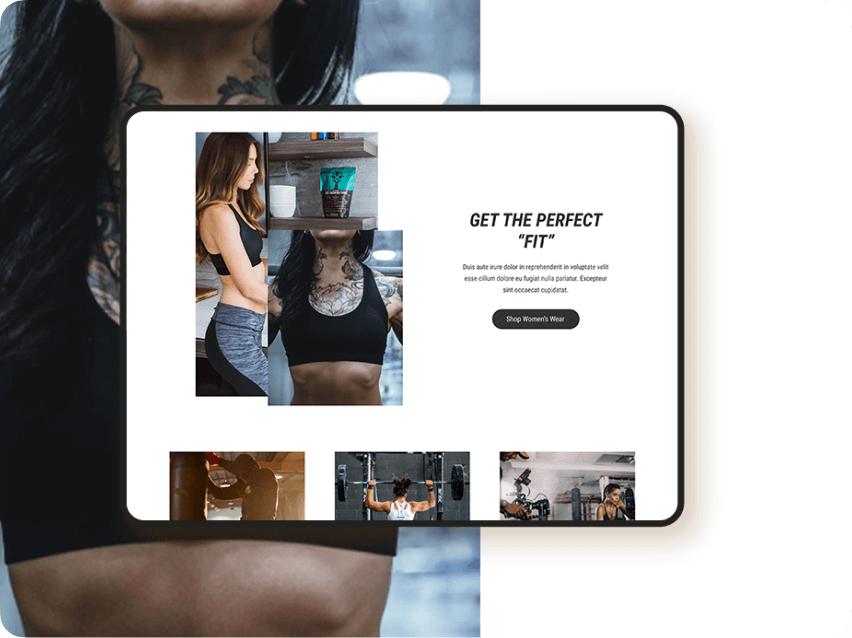 GET THE PERFECT
“FIT”
Duis aute irure dolor in reprehenderit in voluptate velit
esse cillum dolore eu fugiat nulla pariatur. Excepteur
sint occaecat cupidatat.
Shop Women's Wear